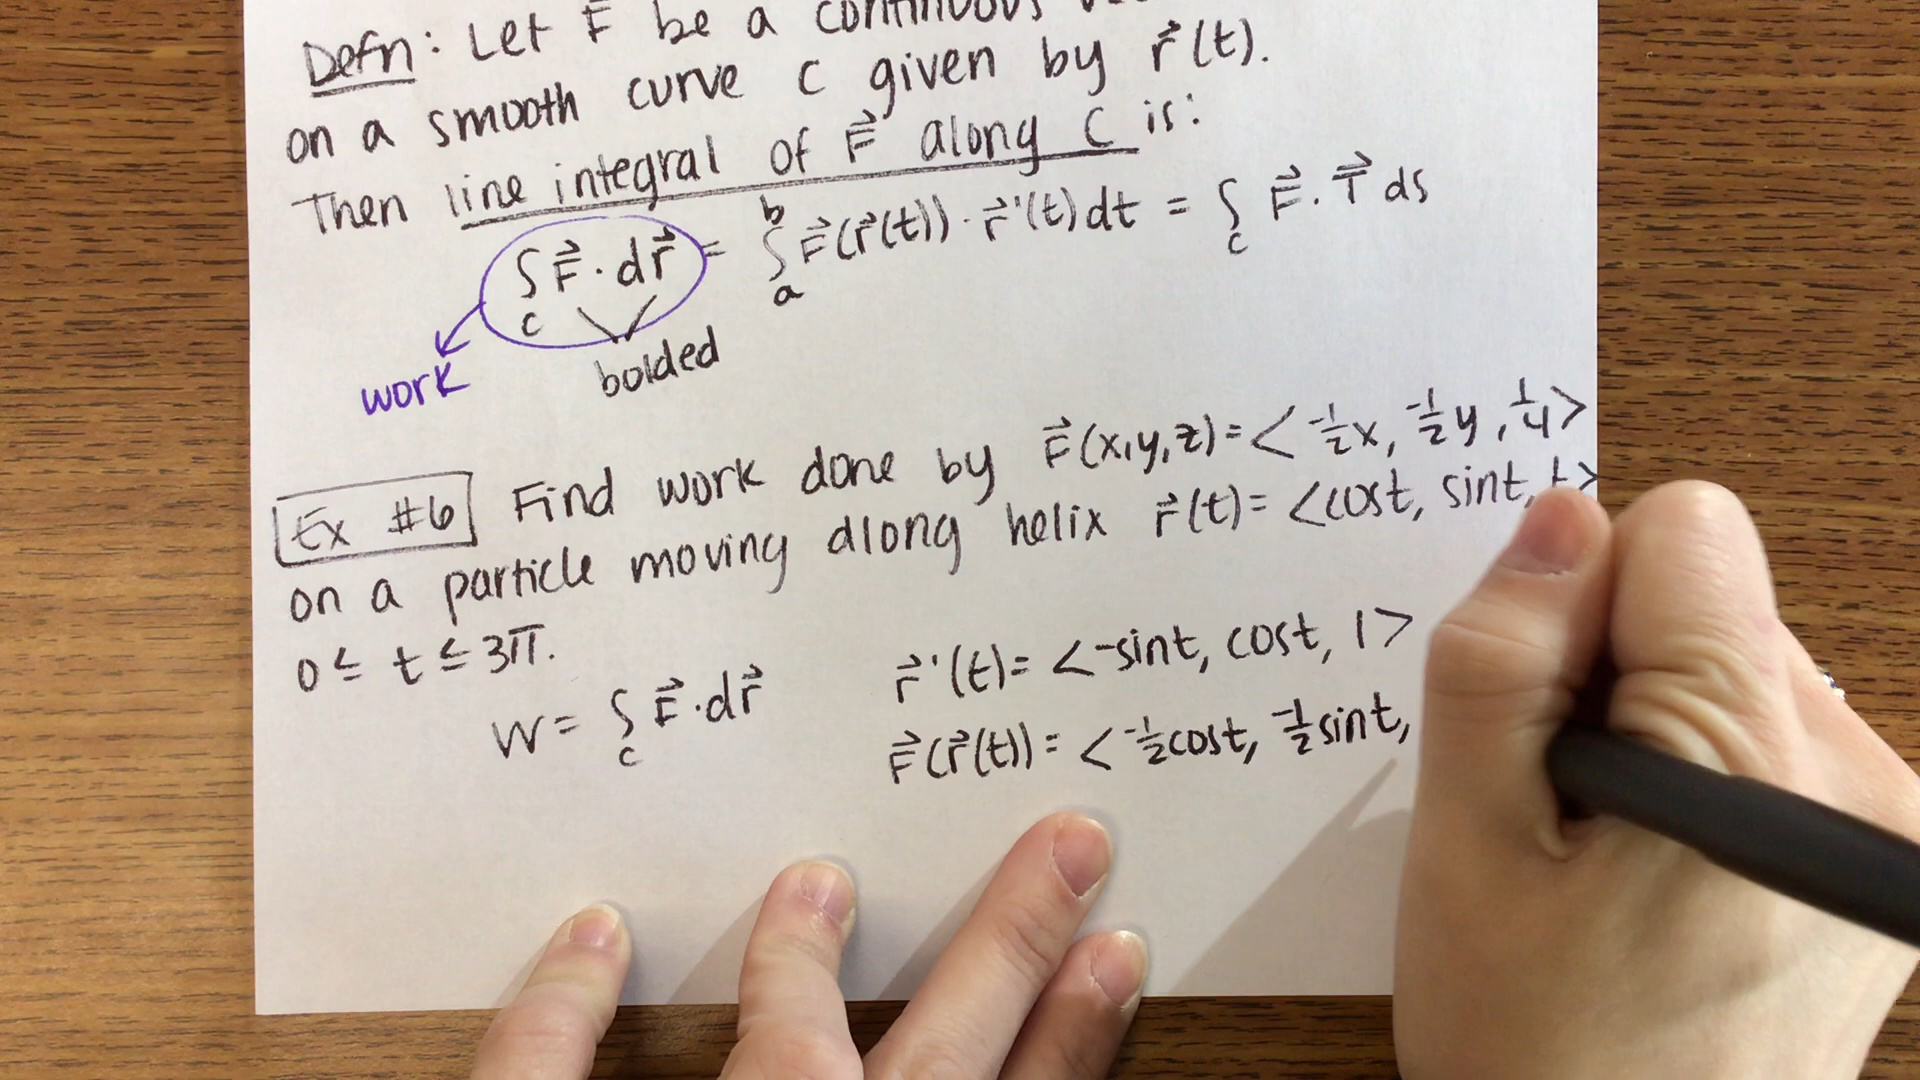 Defn: Let F⃗ be a continuous
on a smooth curve C given by r⃗(t).
Then line integral of F⃗ along C is:
∫_C F⃗·dr⃗ = ∫_a^b F⃗(r⃗(t))·r⃗'(t)dt = ∫_C F⃗·T⃗ ds
work
bolded
Ex #6 Find work done by F⃗(x,y,z)=<-1/2x, -1/2y, 1/4>
on a particle moving along helix r⃗(t)=<cost, sint, t>
0≤ t ≤3π.
r⃗'(t)=<-sint, cost, 1>
W= ∫_C F⃗·dr⃗
F⃗(r⃗(t))=<-1/2cost, -1/2sint,